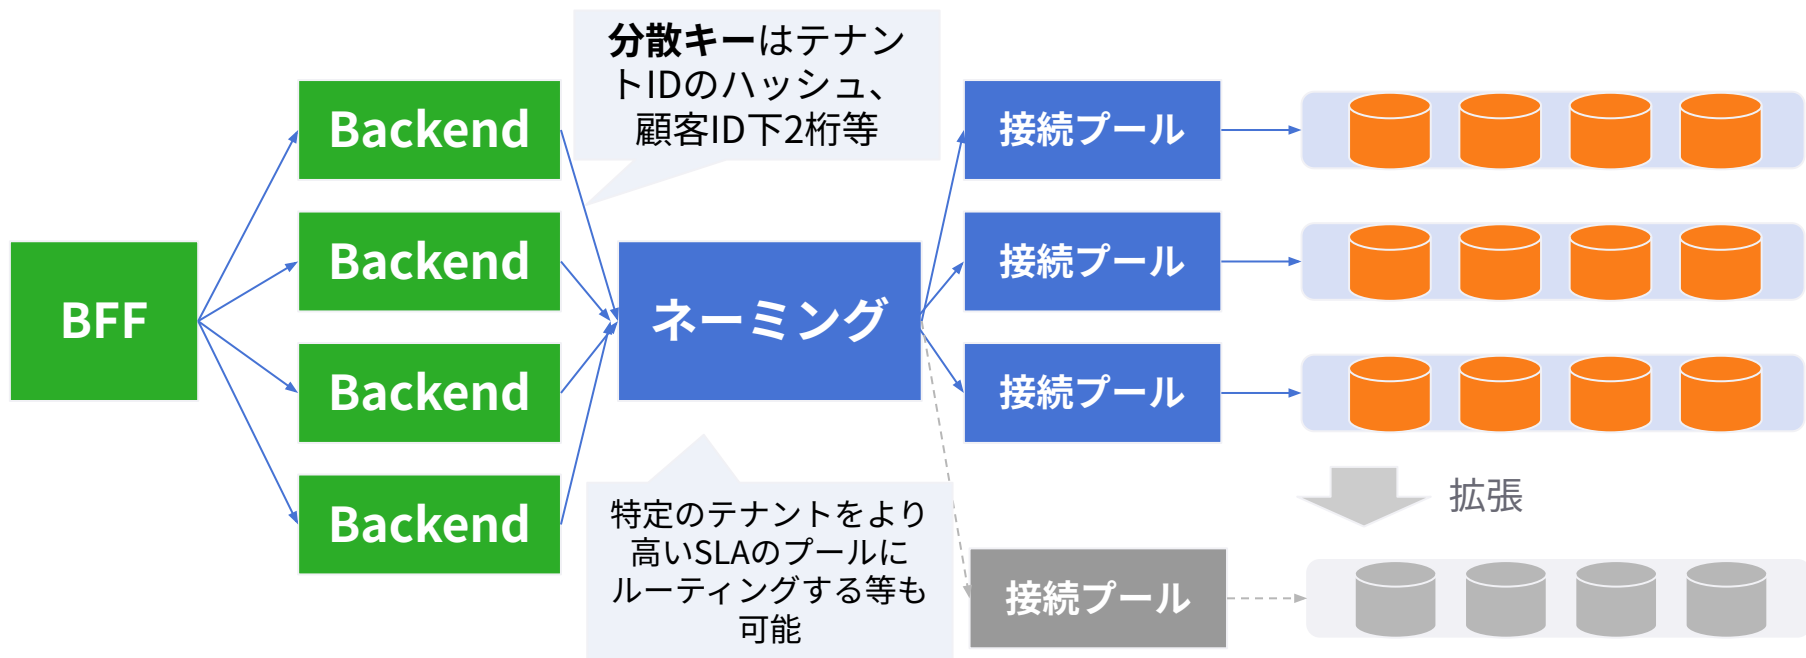 分散キーはテナン
トIDのハッシュ、
顧客ID下2桁等
BFF
Backend
Backend
Backend
Backend
ネーミング
特定のテナントをより
高いSLAのプールに
ルーティングする等も
可能
接続プール
接続プール
接続プール
拡張
接続プール